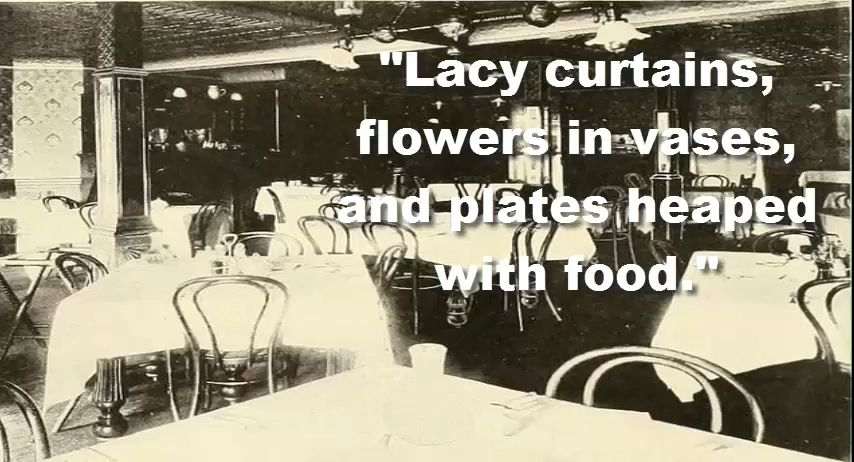 "Lacy curtains,
flowers in vases,
and plates heaped
with food."